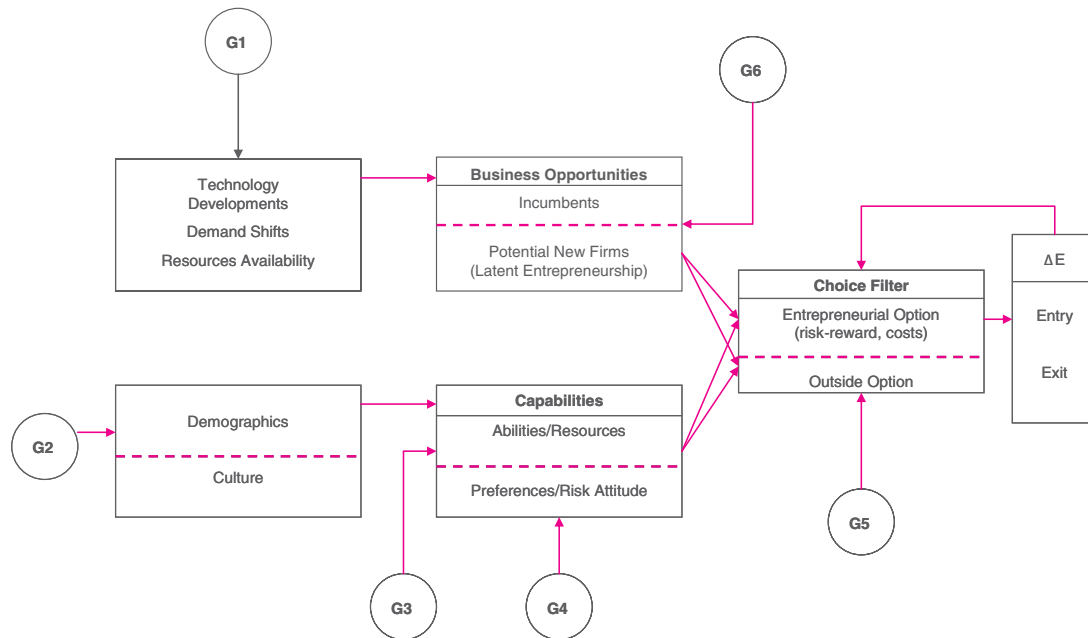 G1
G6
Technology
Developments
Demand Shifts
Resources Availability
Business Opportunities
Incumbents
Potential New Firms
(Latent Entrepreneurship)
Choice Filter
Entrepreneurial Option
(risk-reward, costs)
Outside Option
ΔE
Entry
Exit
G2
Demographics
Culture
Capabilities
Abilities/Resources
Preferences/Risk Attitude
G5
G3
G4